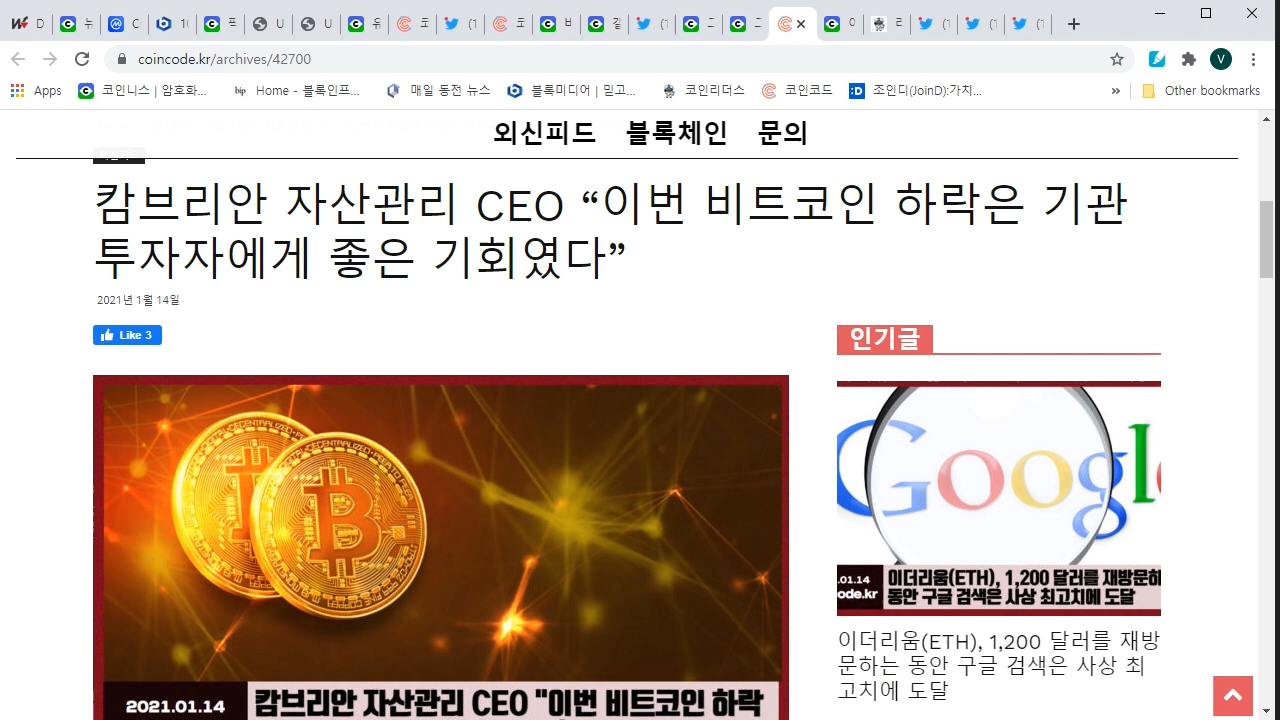 coincode.kr/archives/42700
V
Apps
코인니스 | 암호화...
Home - 블록인프...
매일 동전 뉴스
블록미디어 | 믿고...
코인리더스
코인코드
조인디(JoinD):가치...
»
Other bookmarks
외신피드 블록체인 문의
캄브리안 자산관리 CEO “이번 비트코인 하락은 기관
투자자에게 좋은 기회였다”
2021년 1월 14일
Like 3
인기글
Google
.01.14
ode.kr
이더리움(ETH), 1,200 달러를 재방문하
동안 구글 검색은 사상 최고치에 도달
이더리움(ETH), 1,200 달러를 재방
문하는 동안 구글 검색은 사상 최
고치에 도달
2021.01.14
캄브리안 자산관리 CEO "이번 비트코인 하락